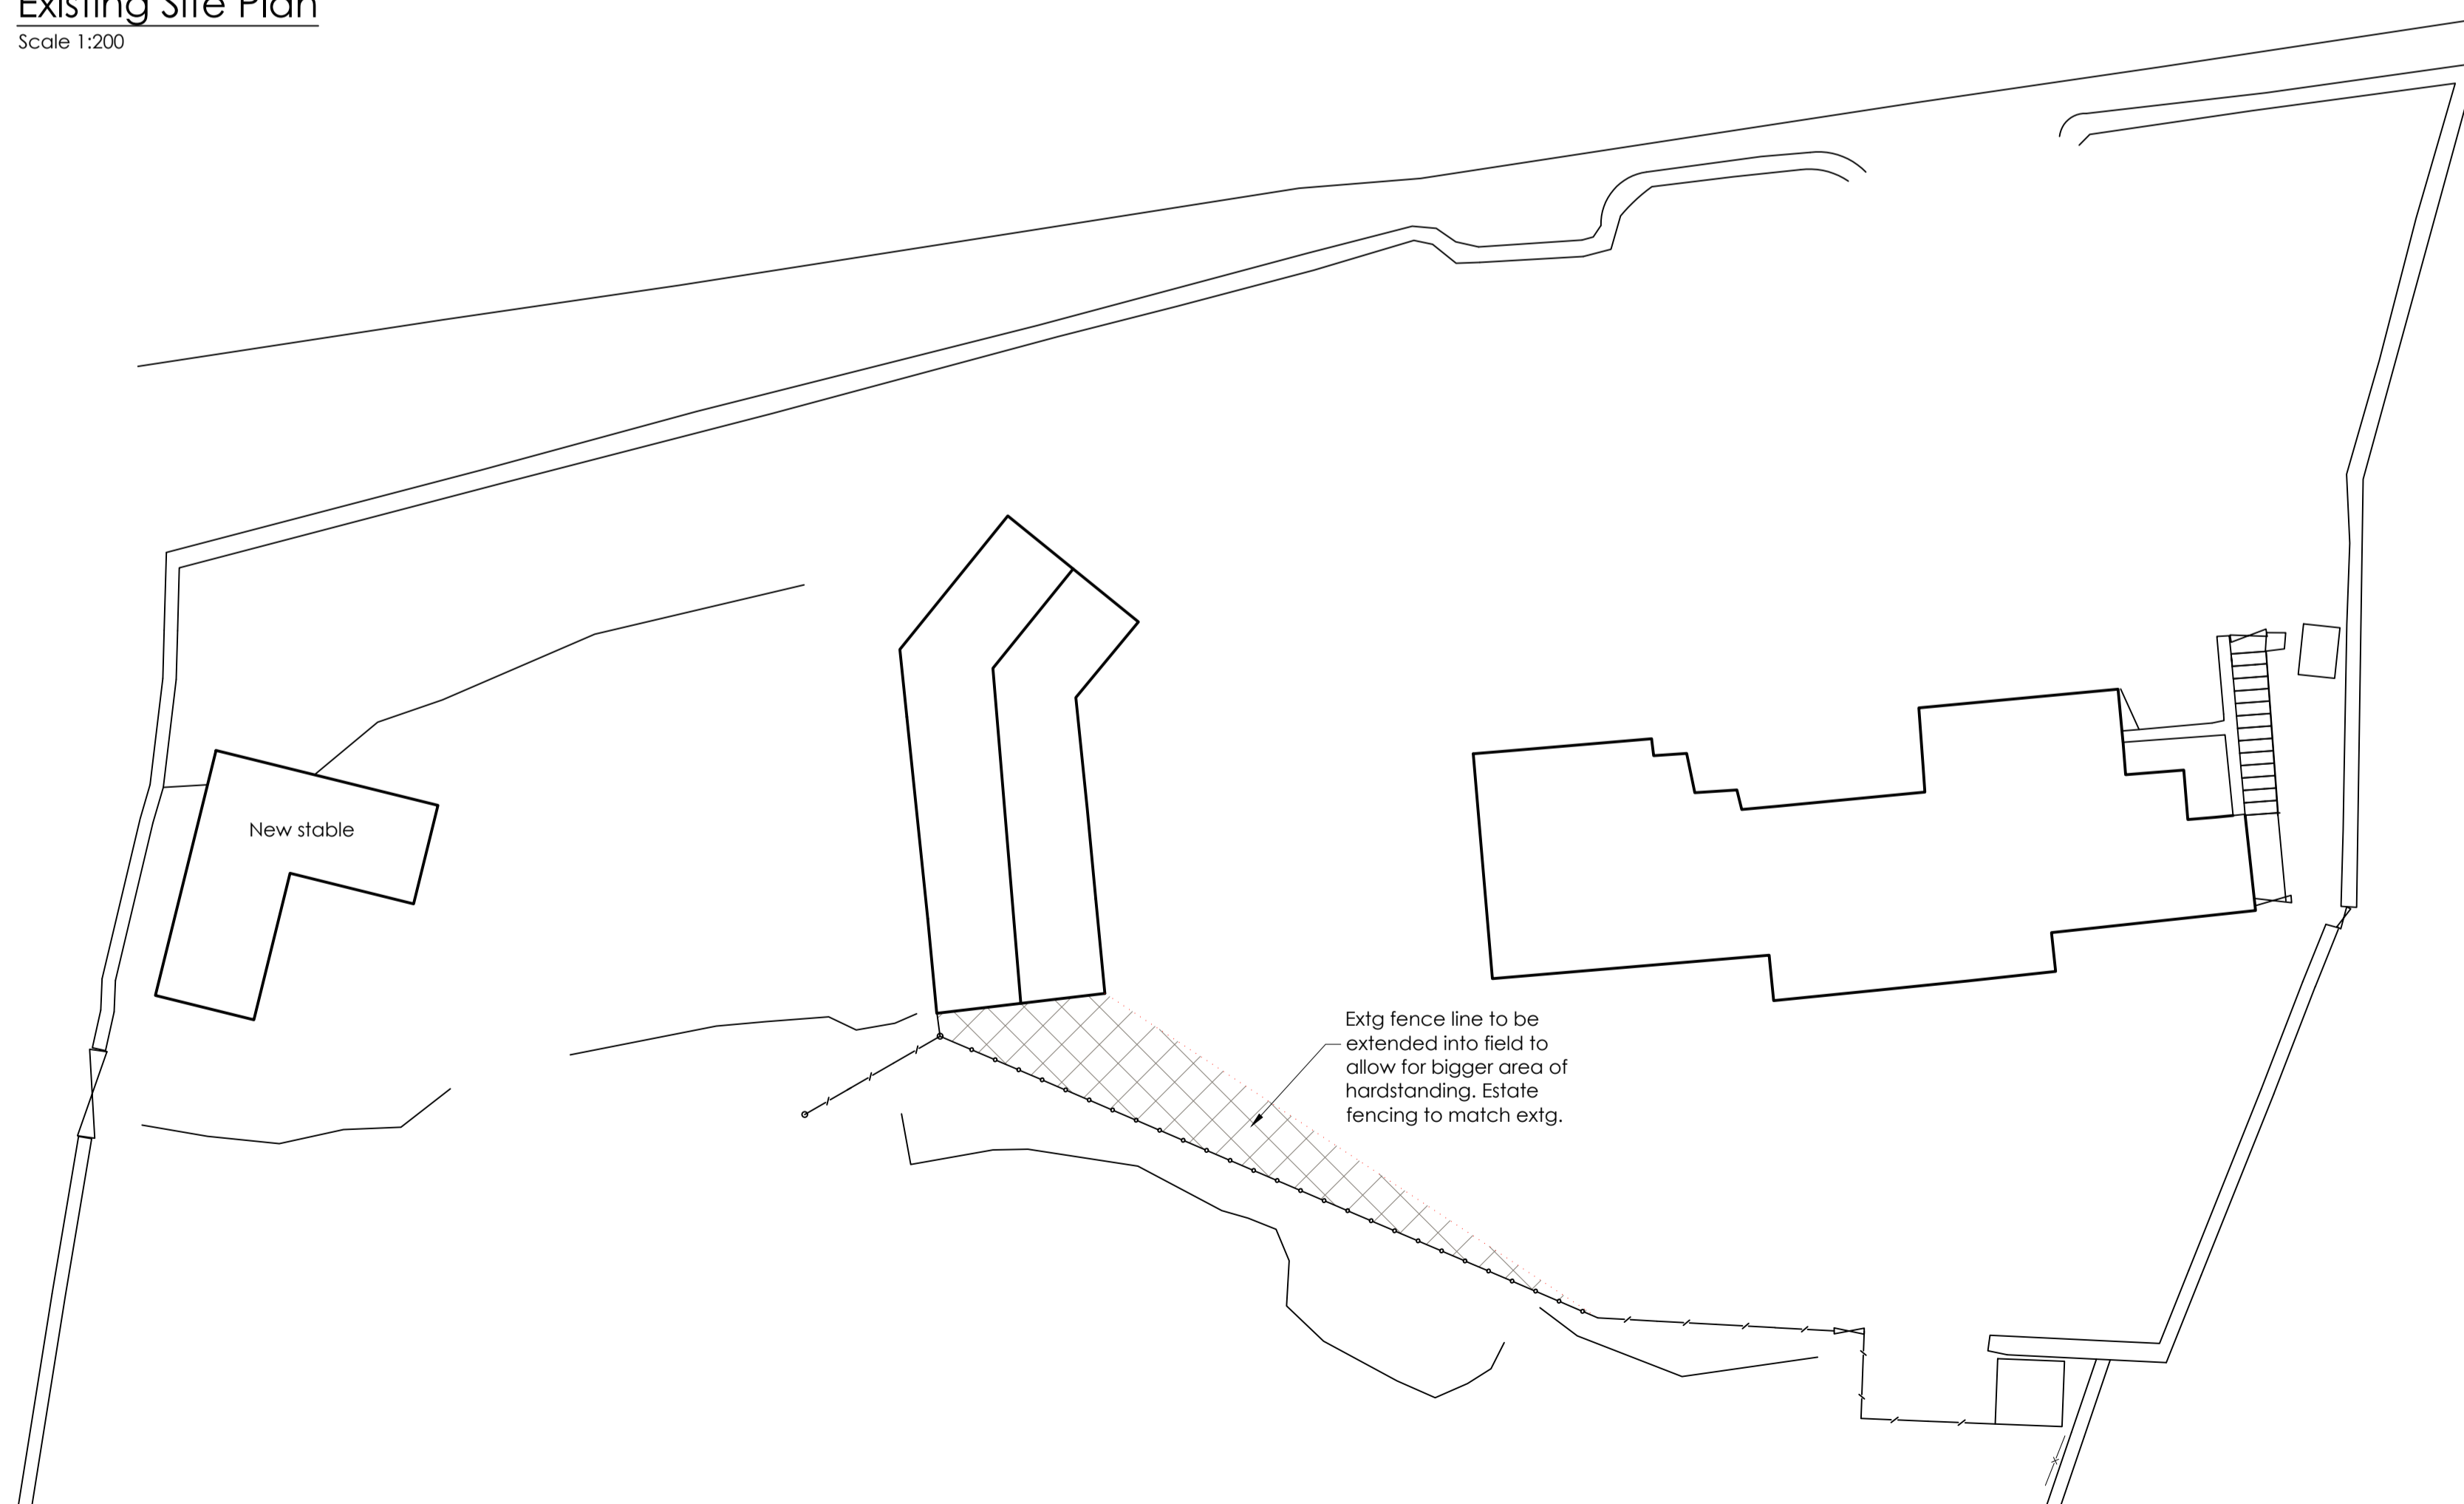 Existing Site Plan
Scale 1:200
New stable
Extg fence line to be
extended into field to
allow for bigger area of
hardstanding. Estate
fencing to match extg.